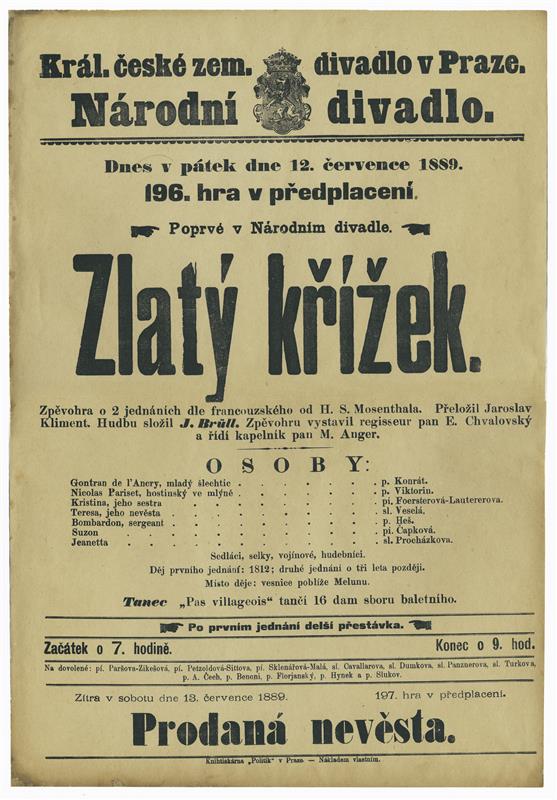 Král. české zem. divadlo v Praze.
Národní divadlo.
Dnes v pátek dne 12. července 1889.
196. hra v předplacení.
Poprvé v Národním divadle.
Zlatý křížek.
Zpěvohra o 2 jednáních dle francouzského od H. S. Mosenthala. Přeložil Jaroslav
Kliment. Hudbu složil J. Brüll. Zpěvohru vystavil regisseur pan E. Chvalovský
a řídí kapelník pan M. Anger.
OSOBY:
Gontran de l'Ancry, mladý šlechtic . . . . . . . p. Konrát.
Nicolas Pariset, hostinský ve mlýně . . . . . . . p. Viktorin.
Kristina, jeho sestra . . . . . . . . . pí. Foersterová-Lautererova.
Teresa, jeho nevěsta . . . . . . . . . sl. Veselá.
Bombardon, sergeant . . . . . . . . . p. Heš.
Suzon . . . . . . . . . . pí. Čapková.
Jeanetta . . . . . . . . . . sl. Procházkova.
Sedláci, selky, vojínové, hudebníci.
Děj prvního jednání: 1812; druhé jednání o tři leta později.
Místo děje: vesnice poblíže Melunu.
Tanec „Pas villageois" tančí 16 dam sboru baletního.
Po prvním jednání delší přestávka.
Začátek o 7. hodině. Konec o 9. hod.
Na dovolené: pí. Paršova-Zikešová, pí. Petzoldová-Sittova, pí. Sklenářová-Malá, sl. Cavallarova, sl. Dumkova, sl. Panznerova, sl. Turkova,
p. A. Čech, p. Benoni, p. Florjanský, p. Hynek a p. Slukov.
Zítra v sobotu dne 13. července 1889. 197. hra v předplacení.
Prodaná nevěsta.
Knihtiskárna „Politik" v Praze. — Nákladem vlastním.